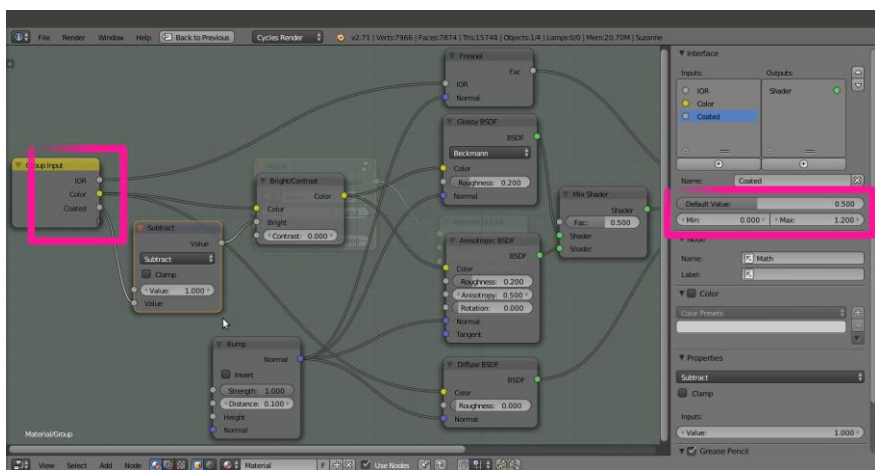 File Render Window Help Back to Previous Cycles Render v2.71 | Verts:7966 | Faces:7874 | Tris:15748 | Objects:1/4 | Lamps:0/0 | Mem:20.70M | Suzanne
Group Input
IOR
Color
Coated
Subtract
Value
Subtract
Clamp
Value: 1.000
Value
Bright/Contrast
Color
Color
Bright
Contrast: 0.000
Bump
Normal
Invert
Strength: 1.000
Distance: 0.100
Height
Normal
Fresnel
Fac
IOR
Normal
Glossy BSDF
BSDF
Beckmann
Color
Roughness: 0.200
Normal
Anisotropic BSDF
BSDF
Color
Roughness: 0.200
Anisotropy: 0.500
Rotation: 0.000
Normal
Tangent
Diffuse BSDF
BSDF
Color
Roughness: 0.000
Normal
Mix Shader
Shader
Fac: 0.500
Shader
Shader
Material/Group
Interface
Inputs: Outputs:
IOR Shader
Color
Coated
Name: Coated
Default Value: 0.500
Min: 0.000 Max: 1.200
Node
Name: Math
Label:
Color
Color Presets
Properties
Subtract
Clamp
Inputs:
Value: 1.000
Grease Pencil
View Select Add Node Material F Use Nodes